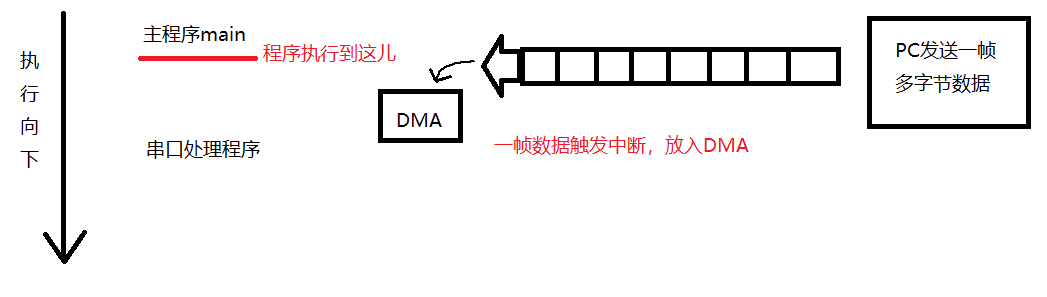 执行向下
主程序main
程序执行到这儿
PC发送一帧
多字节数据
DMA
串口处理程序
一帧数据触发中断，放入DMA